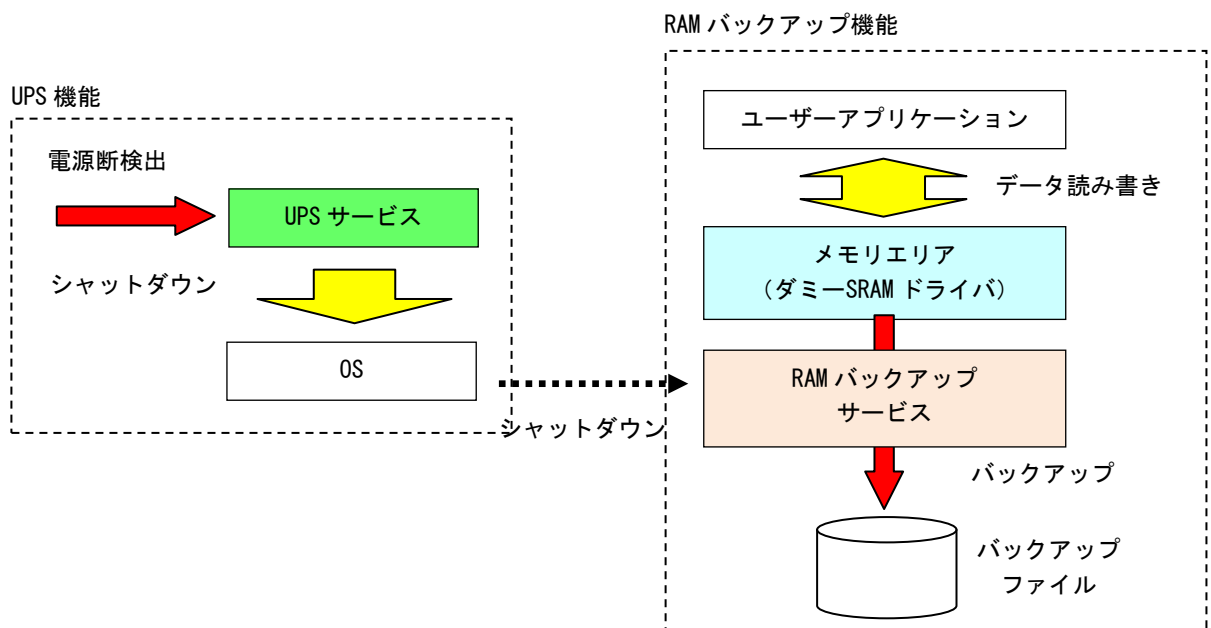 RAM バックアップ機能
UPS 機能
電源断検出
UPS サービス
シャットダウン
OS
シャットダウン
ユーザーアプリケーション
データ読み書き
メモリエリア
（ダミーSRAM ドライバ）
RAM バックアップ
サービス
バックアップ
バックアップ
ファイル